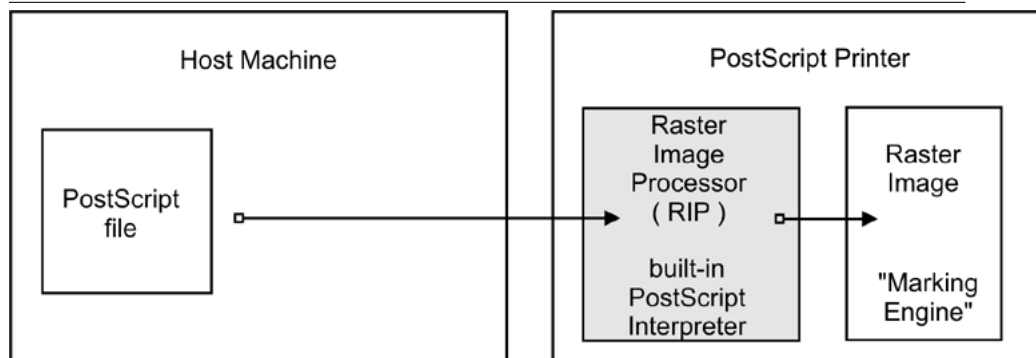 Host Machine
PostScript
file
PostScript Printer
Raster
Image
Processor
( RIP )
built-in
PostScript
Interpreter
Raster
Image
"Marking
Engine"